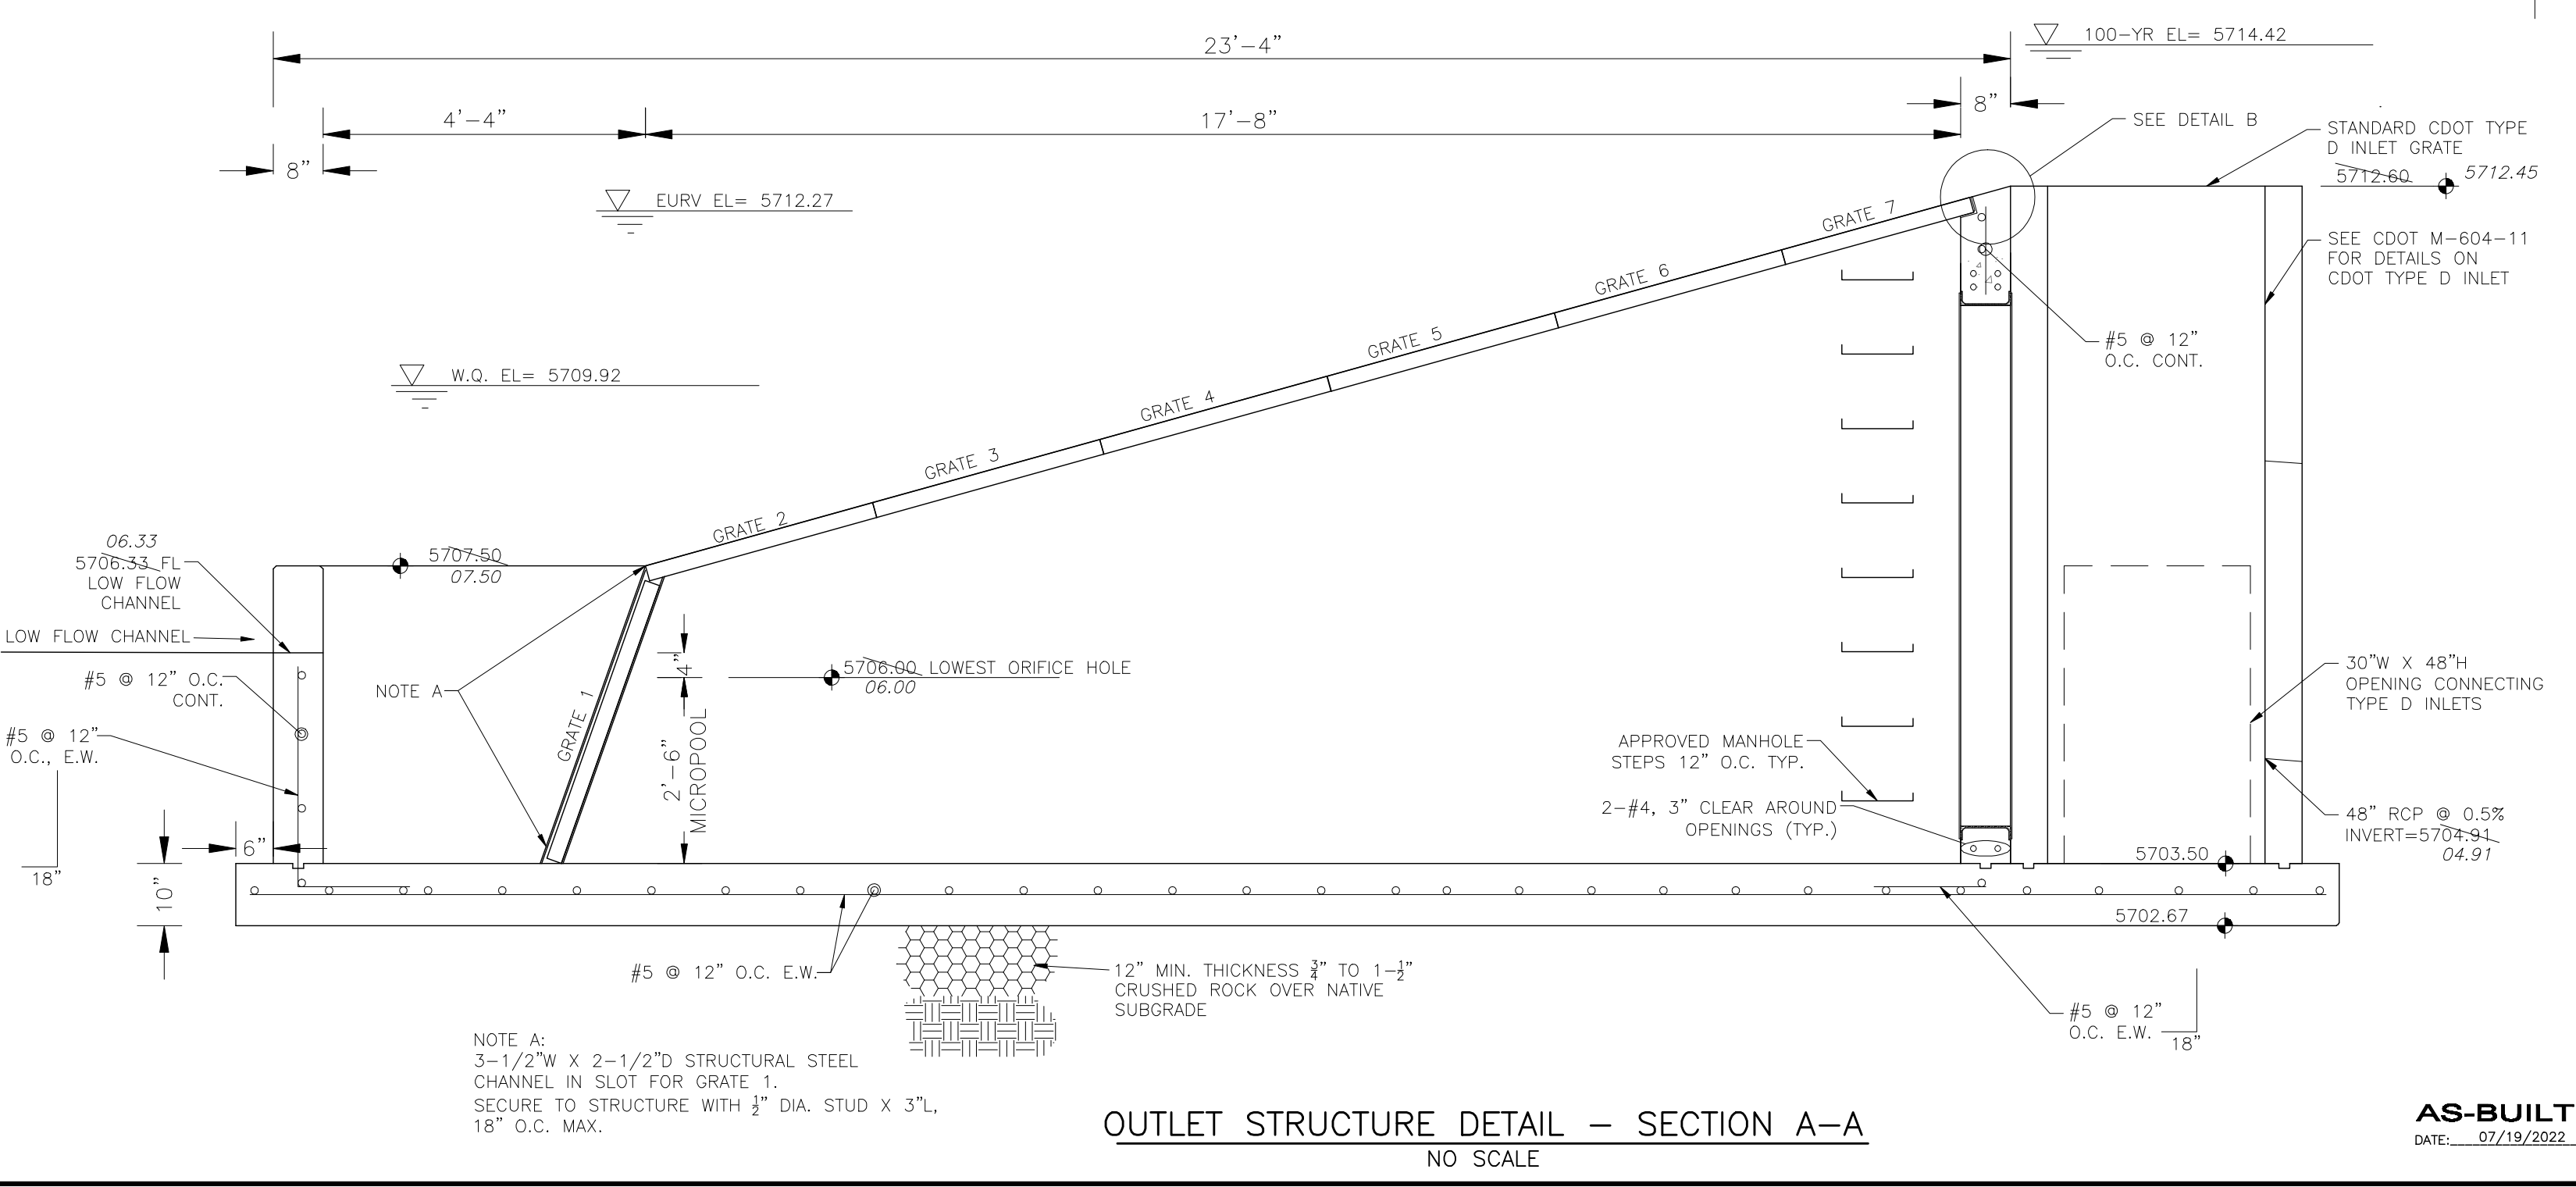 23'-4"
100-YR EL= 5714.42
4'-4"
17'-8"
8"
8"
SEE DETAIL B
STANDARD CDOT TYPE
D INLET GRATE
5712.60
5712.45
EURV EL= 5712.27
GRATE 7
SEE CDOT M-604-11
FOR DETAILS ON
CDOT TYPE D INLET
GRATE 6
GRATE 5
#5 @ 12"
O.C. CONT.
W.Q. EL= 5709.92
GRATE 4
GRATE 3
GRATE 2
06.33
5706.33 FL
LOW FLOW
CHANNEL
5707.50
07.50
LOW FLOW CHANNEL
4"
5706.00 LOWEST ORIFICE HOLE
06.00
#5 @ 12" O.C.
CONT.
NOTE A
GRATE 1
30"W X 48"H
OPENING CONNECTING
TYPE D INLETS
#5 @ 12"
O.C., E.W.
2'-6"
MICROPOOL
APPROVED MANHOLE
STEPS 12" O.C. TYP.
2-#4, 3" CLEAR AROUND
OPENINGS (TYP.)
48" RCP @ 0.5%
INVERT=5704.91
04.91
6"
18"
10"
5703.50
5702.67
#5 @ 12" O.C. E.W.
12" MIN. THICKNESS ¾" TO 1-½"
CRUSHED ROCK OVER NATIVE
SUBGRADE
#5 @ 12"
O.C. E.W.
18"
NOTE A:
3-1/2"W X 2-1/2"D STRUCTURAL STEEL
CHANNEL IN SLOT FOR GRATE 1.
SECURE TO STRUCTURE WITH ½" DIA. STUD X 3"L,
18" O.C. MAX.
OUTLET STRUCTURE DETAIL - SECTION A-A
NO SCALE
AS-BUILT
DATE: 07/19/2022